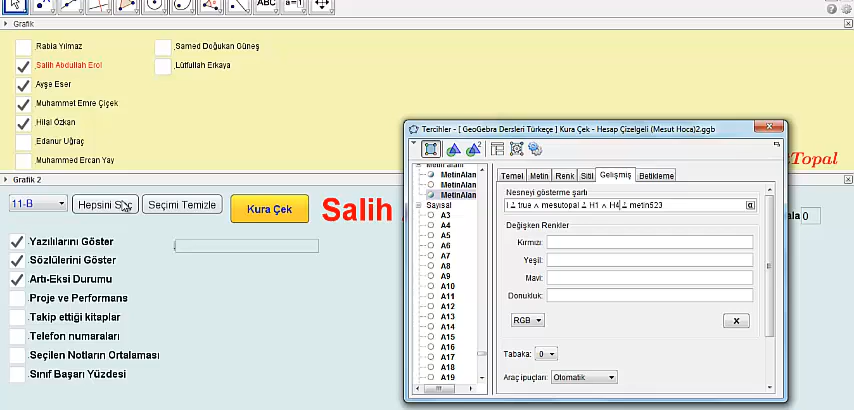 ABC
a=1
Grafik
Rabia Yılmaz
Samed Doğukan Güneş
Salih Abdullah Erol
Lütfullah Erkaya
Ayşe Eser
Muhammet Emre Çiçek
Hilal Özkan
Edanur Uğraç
Muhammed Ercan Yay
Topal
Grafik 2
11-B
Hepsini Seç
Seçimi Temizle
Kura Çek
Salih
0
Yazılılarını Göster
Sözlülerini Göster
Artı-Eksi Durumu
Proje ve Performans
Takip ettiği kitaplar
Telefon numaraları
Seçilen Notların Ortalaması
Sınıf Başarı Yüzdesi
Tercihler - [ GeoGebra Dersleri Türkçe ] Kura Çek - Hesap Çizelgeli (Mesut Hoca)2.ggb
MetinAlan
MetinAlan
MetinAlan
Sayısal
A3
A4
A5
A6
A7
A8
A9
A10
A11
A12
A13
A14
A15
A16
A17
A18
A19
Temel
Metin
Renk
Stil
Gelişmiş
Betikleme
Nesneyi gösterme şartı
true ∧ mesutopal ≟ H1 ∧ H4 ≟ metin523
α
Değişken Renkler
Kırmızı:
Yeşil:
Mavi:
Donukluk:
RGB
x
Tabaka:
0
Araç ipuçları:
Otomatik